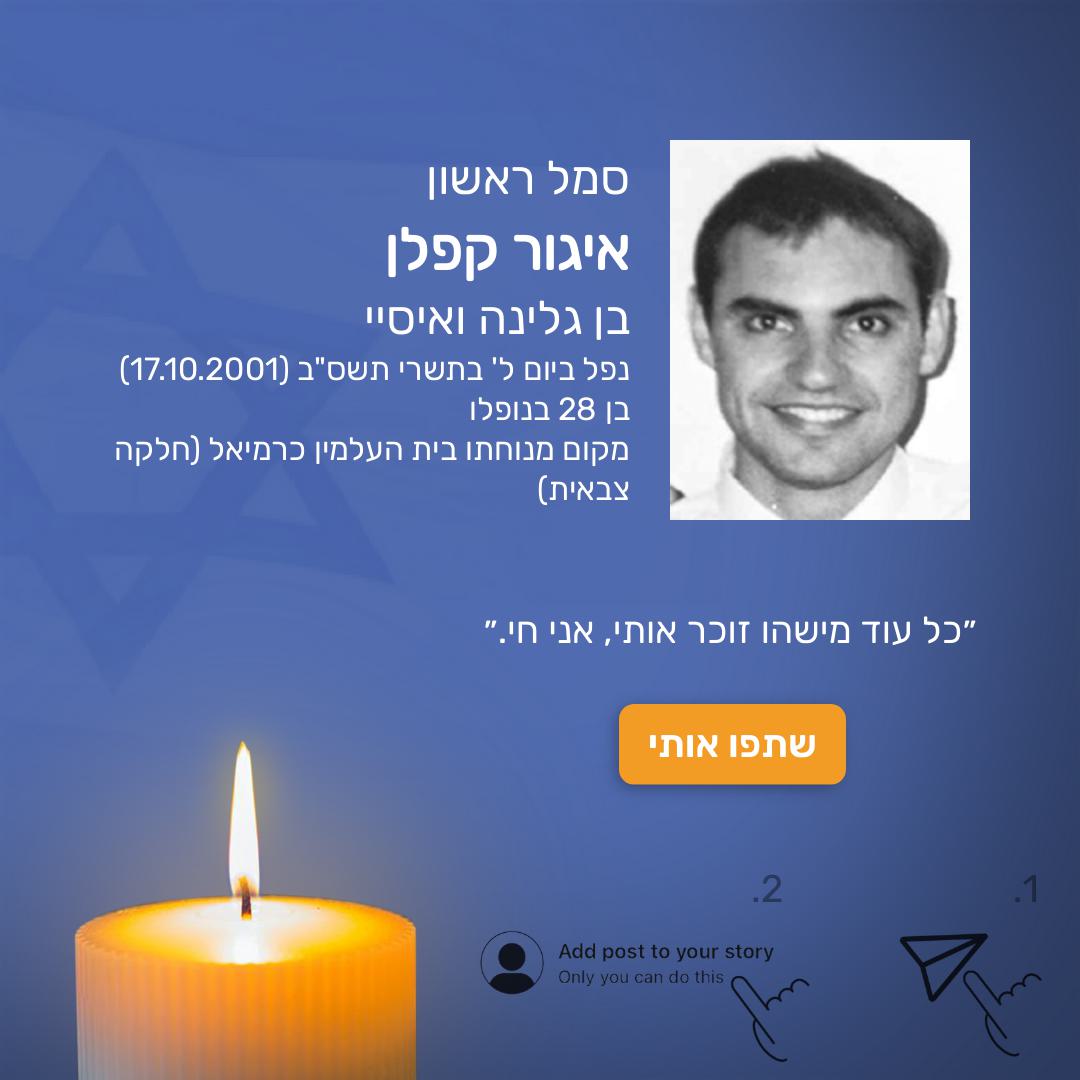 סמל ראשון
איגור קפלן
בן גלינה ואיסיי
נפל ביום ל' בתשרי תשס"ב (17.10.2001)
בן 28 בנופלו
מקום מנוחתו בית העלמין כרמיאל (חלקה
צבאית)
״כל עוד מישהו זוכר אותי, אני חי.״
שתפו אותי
.1
.2
Add post to your story
Only you can do this